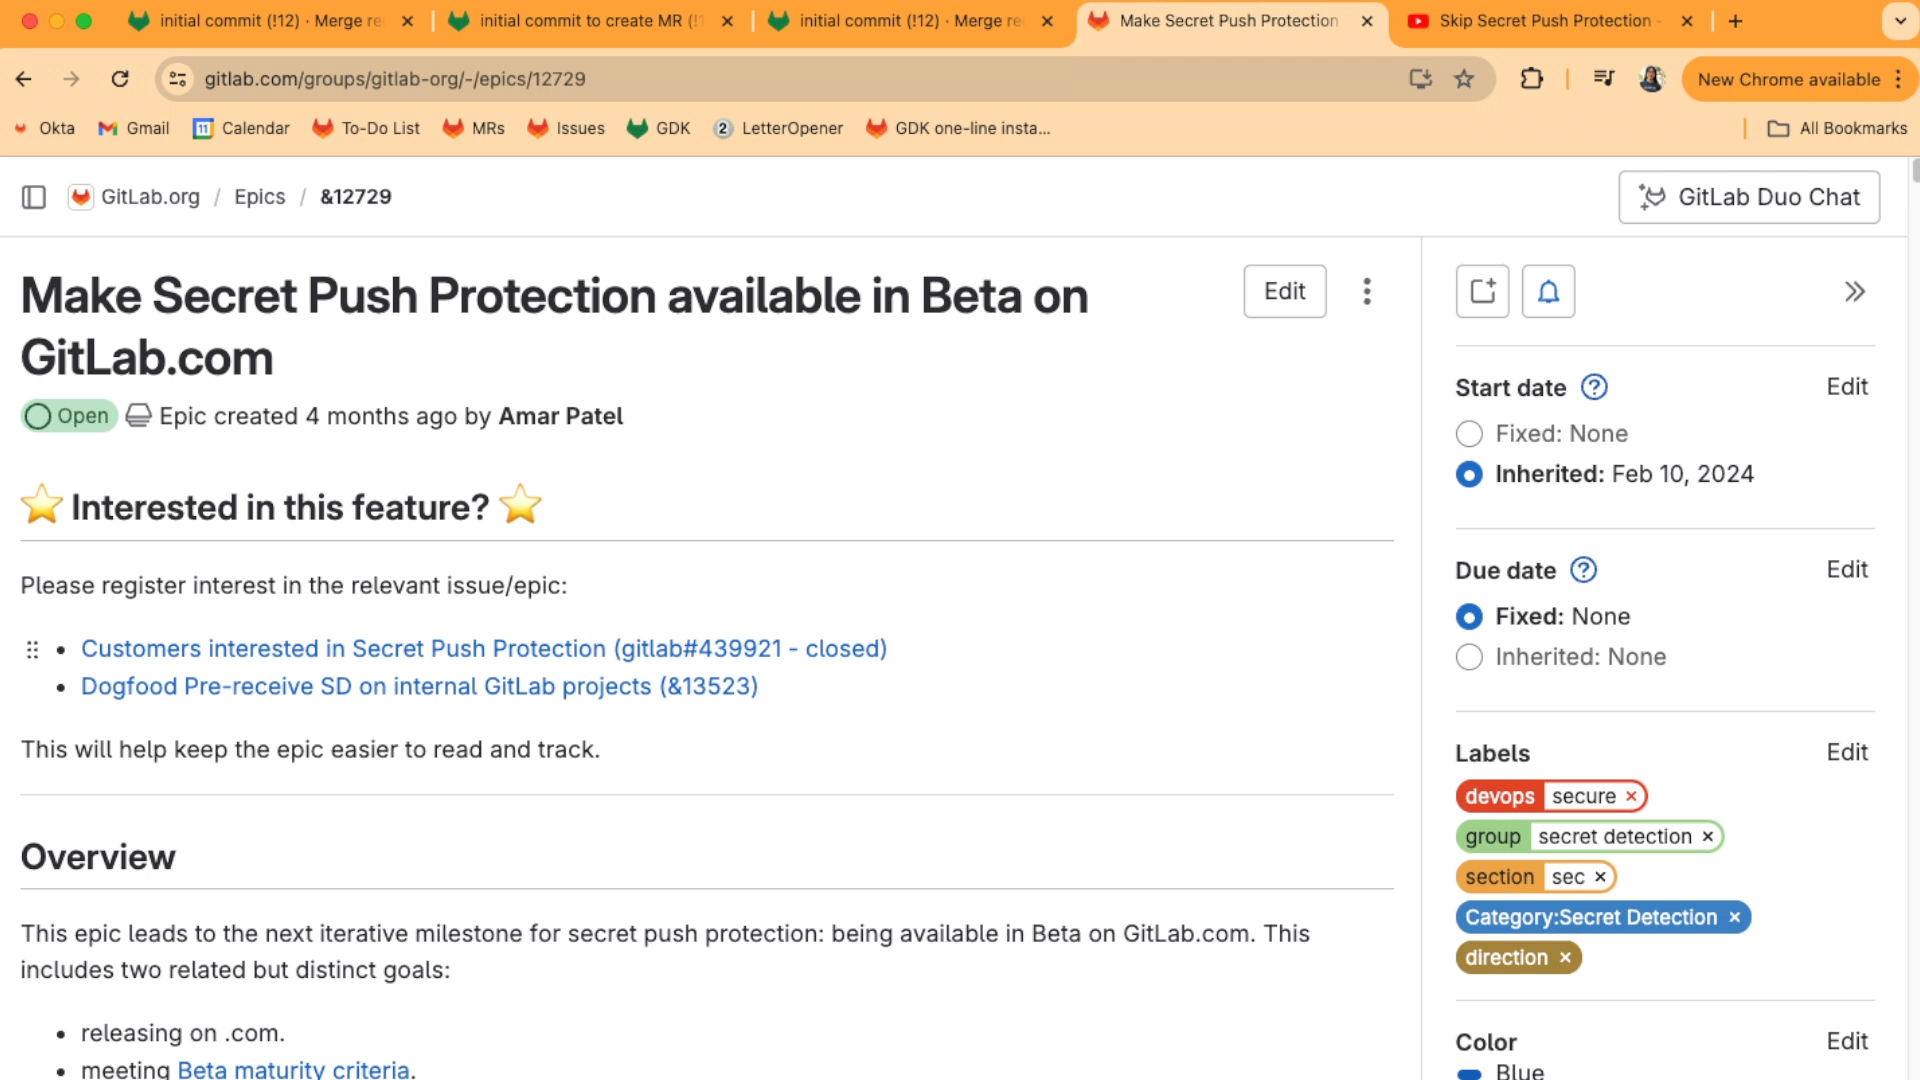 initial commit (!12) · Merge re
initial commit to create MR (!1
initial commit (!12) · Merge re
Make Secret Push Protection
Skip Secret Push Protection -
gitlab.com/groups/gitlab-org/-/epics/12729
New Chrome available
Okta
Gmail
11
Calendar
To-Do List
MRs
Issues
GDK
2
LetterOpener
GDK one-line insta...
All Bookmarks
GitLab.org / Epics / &12729
GitLab Duo Chat
Make Secret Push Protection available in Beta on
GitLab.com
Edit
Open
Epic created 4 months ago by Amar Patel
Interested in this feature?
Please register interest in the relevant issue/epic:
• Customers interested in Secret Push Protection (gitlab#439921 - closed)
• Dogfood Pre-receive SD on internal GitLab projects (&13523)
This will help keep the epic easier to read and track.
Overview
This epic leads to the next iterative milestone for secret push protection: being available in Beta on GitLab.com. This
includes two related but distinct goals:
• releasing on .com.
• meeting Beta maturity criteria.
Start date ?
Edit
Fixed: None
Inherited: Feb 10, 2024
Due date ?
Edit
Fixed: None
Inherited: None
Labels
Edit
devops secure ×
group secret detection ×
section sec ×
Category:Secret Detection ×
direction ×
Color
Edit
Blue